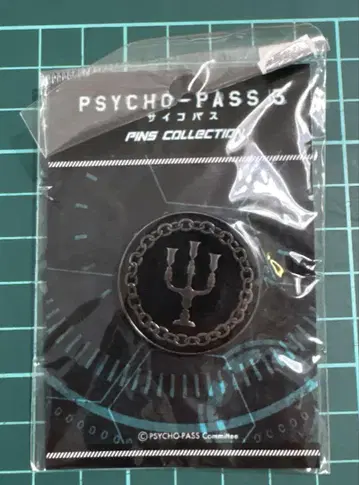 PSYCHO-PASS 3
サイコパス
PINS COLLECTION
©PSYCHO-PASS Committee